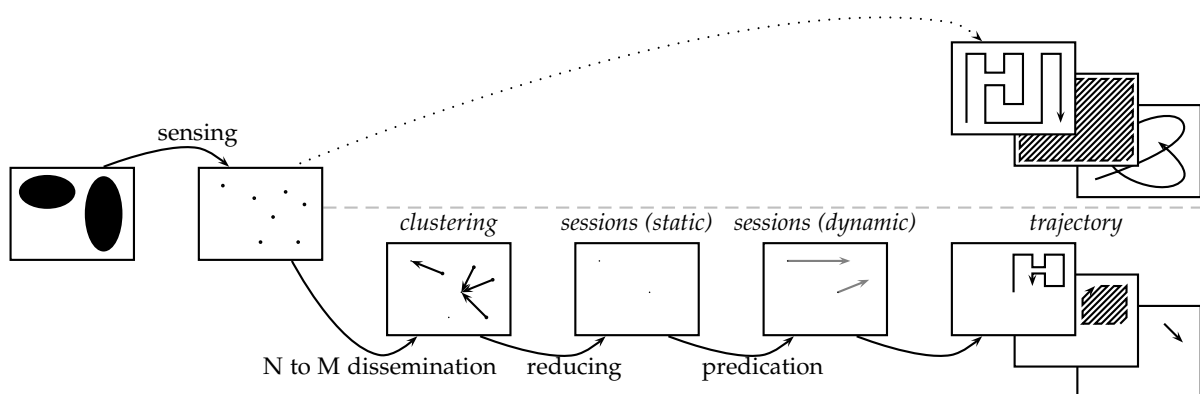 sensing
clustering
sessions (static)
sessions (dynamic)
trajectory
N to M dissemination
reducing
predication